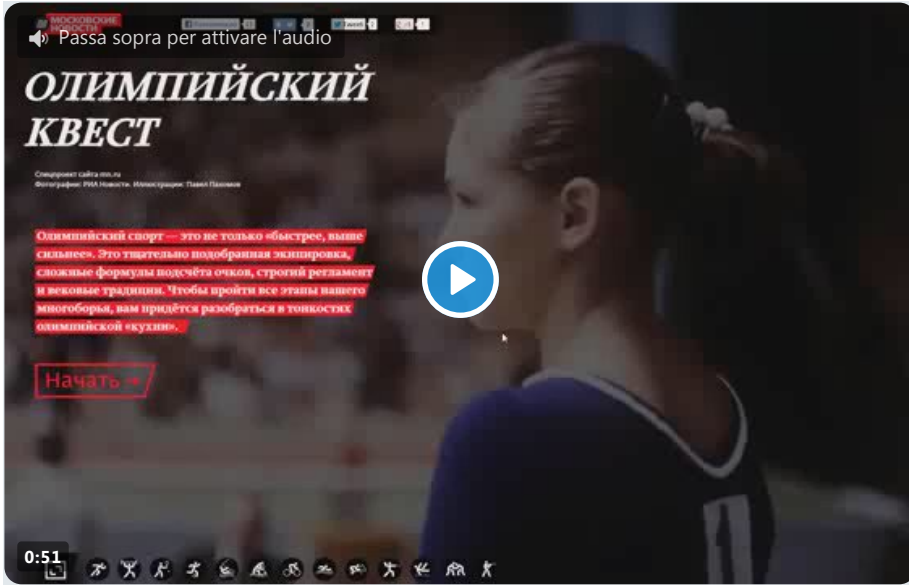 МОСКОВСКИЕ
НОВОСТИ
Passa sopra per attivare l'audio
ОЛИМПИЙСКИЙ
КВЕСТ
Спецпроект сайта mn.ru
Фотографии: РИА Новости. Иллюстрации: Павел Пахомов
Олимпийский спорт — это не только «быстрее, выше
сильнее». Это тщательно подобранная экипировка,
сложные формулы подсчёта очков, строгий регламент
и вековые традиции. Чтобы пройти все этапы нашего
многоборья, вам придётся разобраться в тонкостях
олимпийской «кухни».
Начать →
1
0:51